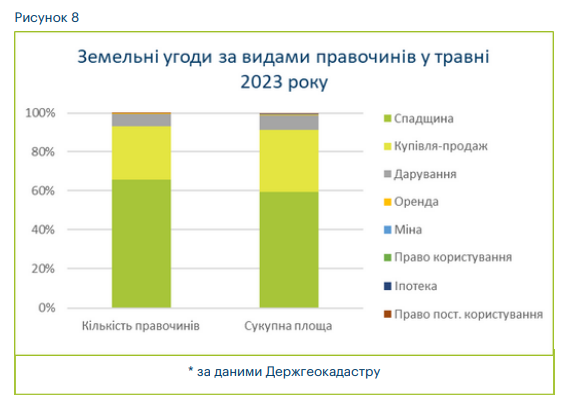 Рисунок 8
Земельні угоди за видами правочинів у травні
2023 року
100%
80%
60%
40%
20%
0%
Кількість правочинів
Сукупна площа
Спадщина
Купівля-продаж
Дарування
Оренда
Міна
Право користування
Іпотека
Право пост. користування
* за даними Держгеокадастру